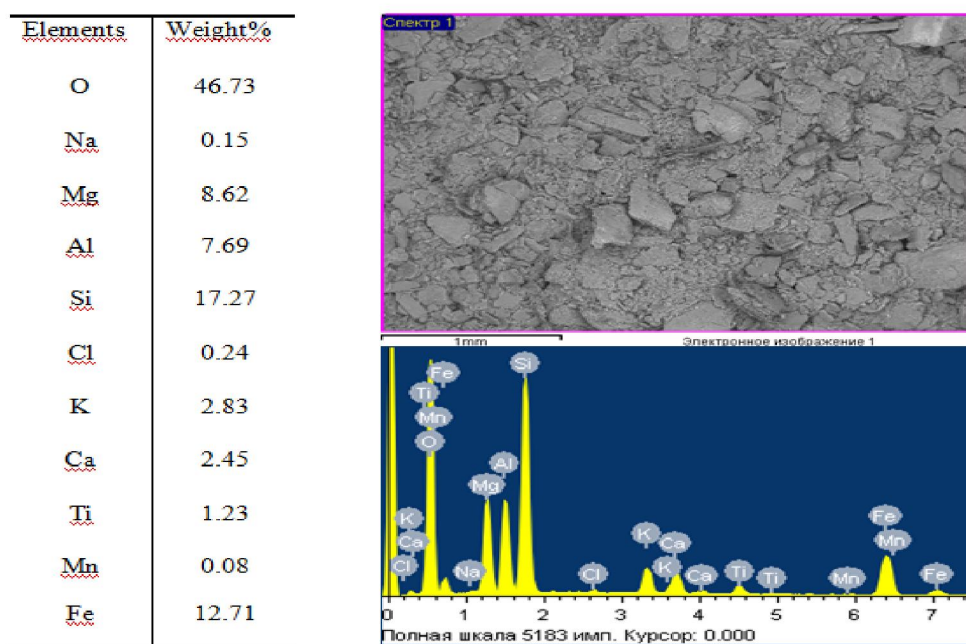 Elements Weight%
O 46.73
Na 0.15
Mg 8.62
Al 7.69
Si 17.27
Cl 0.24
K 2.83
Ca 2.45
Ti 1.23
Mn 0.08
Fe 12.71
Спектр 1
1mm Электронное изображение 1
Si
Fe
Ti
Mn
O
Al
Mg
K
Ca
Cl
Na
Cl
K
Ca
K
Ca
Ti
Ti
Fe
Mn
Mn
Fe
0 1 2 3 4 5 6 7
Полная шкала 5183 имп. Курсор: 0.000